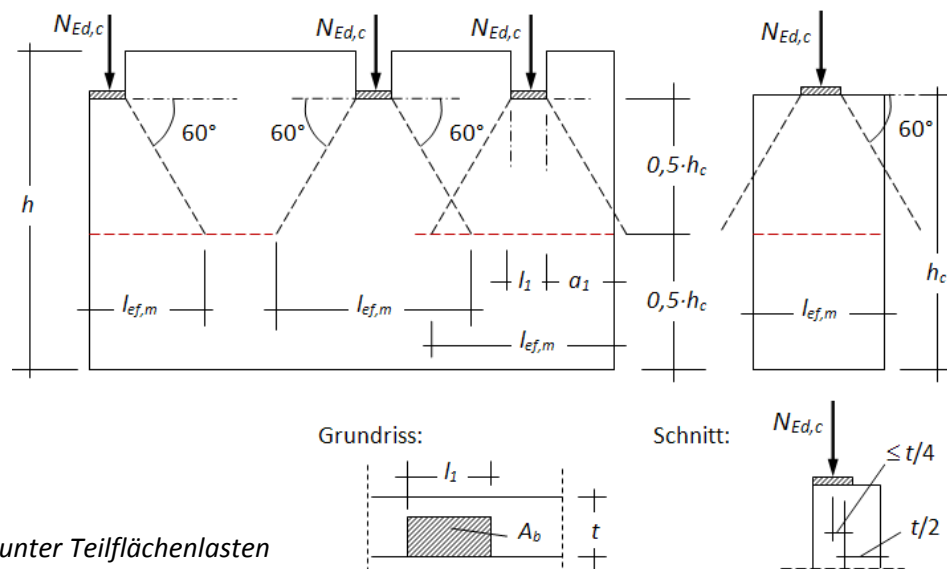 N_Ed,c N_Ed,c N_Ed,c N_Ed,c
60° 60° 60° 60°
0,5·h_c
h
l_1 a_1
h_c
l_ef,m l_ef,m 0,5·h_c l_ef,m
l_ef,m
Grundriss: Schnitt: N_Ed,c
≤ t/4
l_1
A_b t t/2
unter Teilflächenlasten